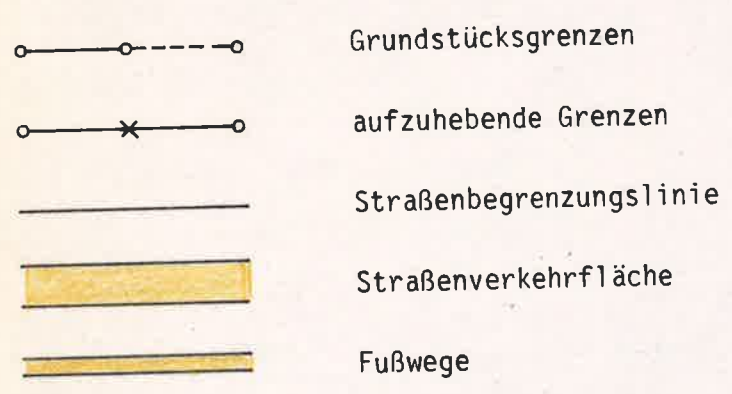 Grundstücksgrenzen
aufzuhebende Grenzen
Straßenbegrenzungslinie
Straßenverkehrfläche
Fußwege